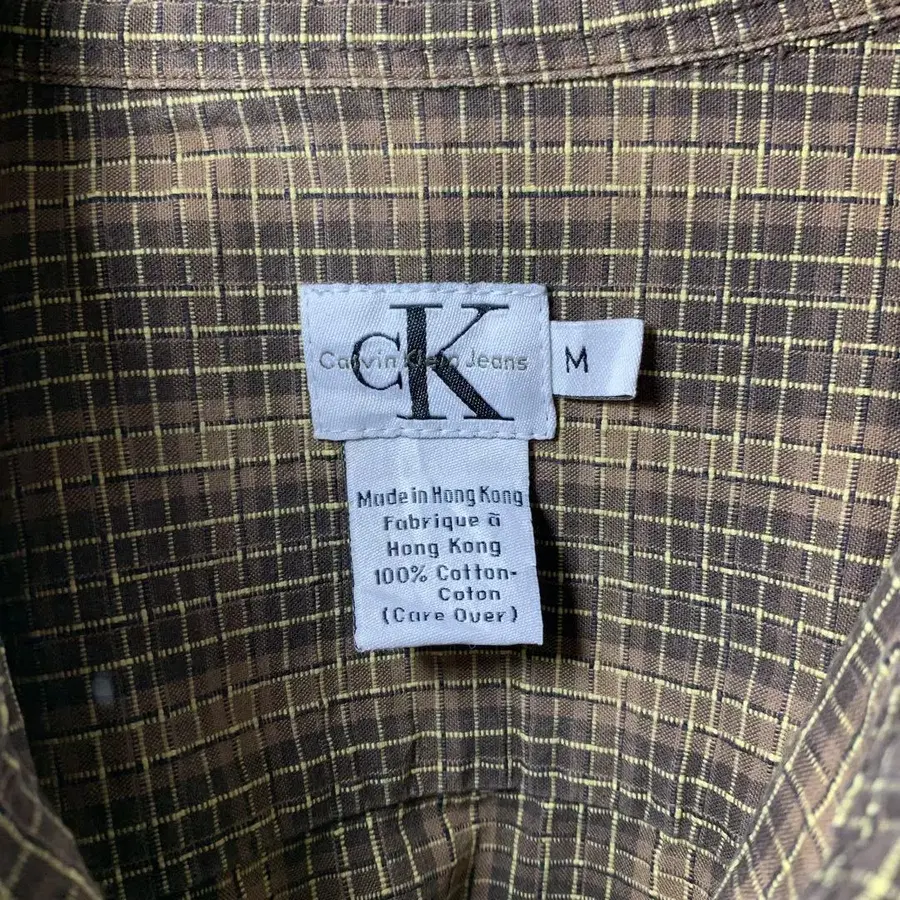 CK
Calvin Klein Jeans
M
Made in Hong Kong
Fabrique ã
Hong Kong
100% Cotton-
Coton
(Care Over)